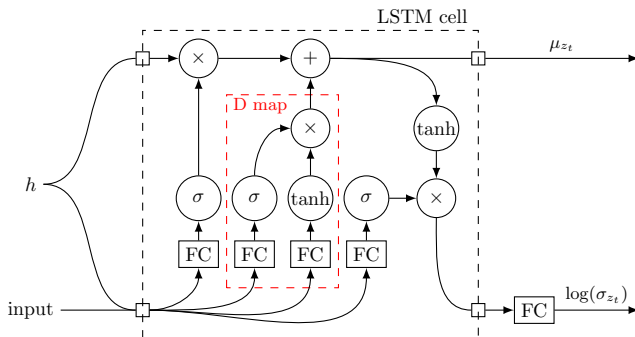 LSTM cell
× + μ_{z_t}
D map
× tanh
h σ σ tanh σ ×
FC FC FC FC
input FC log(σ_{z_t})